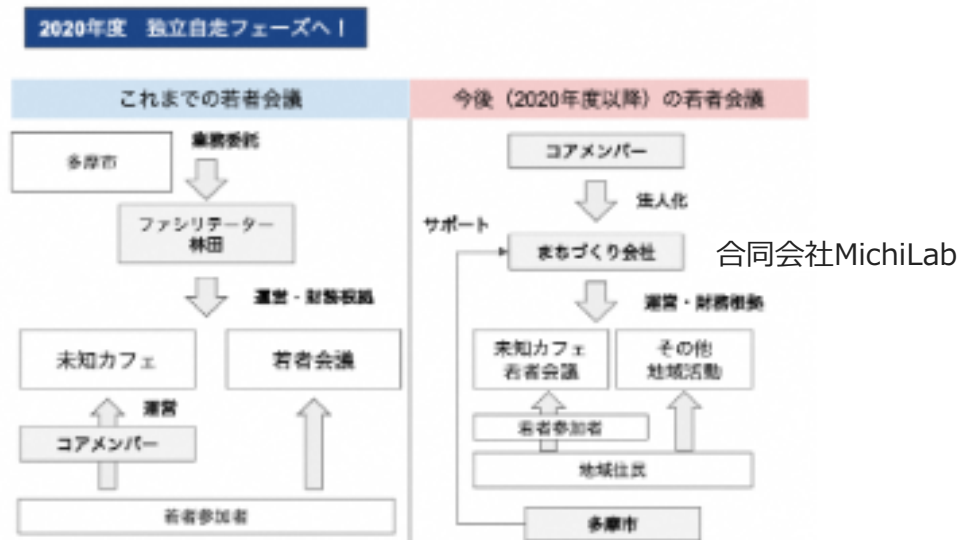 2020年度 独立自走フェーズへ！
これまでの若者会議
多摩市
業務委託
ファシリテーター
林田
運営・財務根拠
未知カフェ
若者会議
運営
コアメンバー
若者参加者
今後（2020年度以降）の若者会議
コアメンバー
法人化
サポート
まちづくり会社
合同会社MichiLab
運営・財務根拠
未知カフェ
若者会議
その他
地域活動
若者参加者
地域住民
多摩市